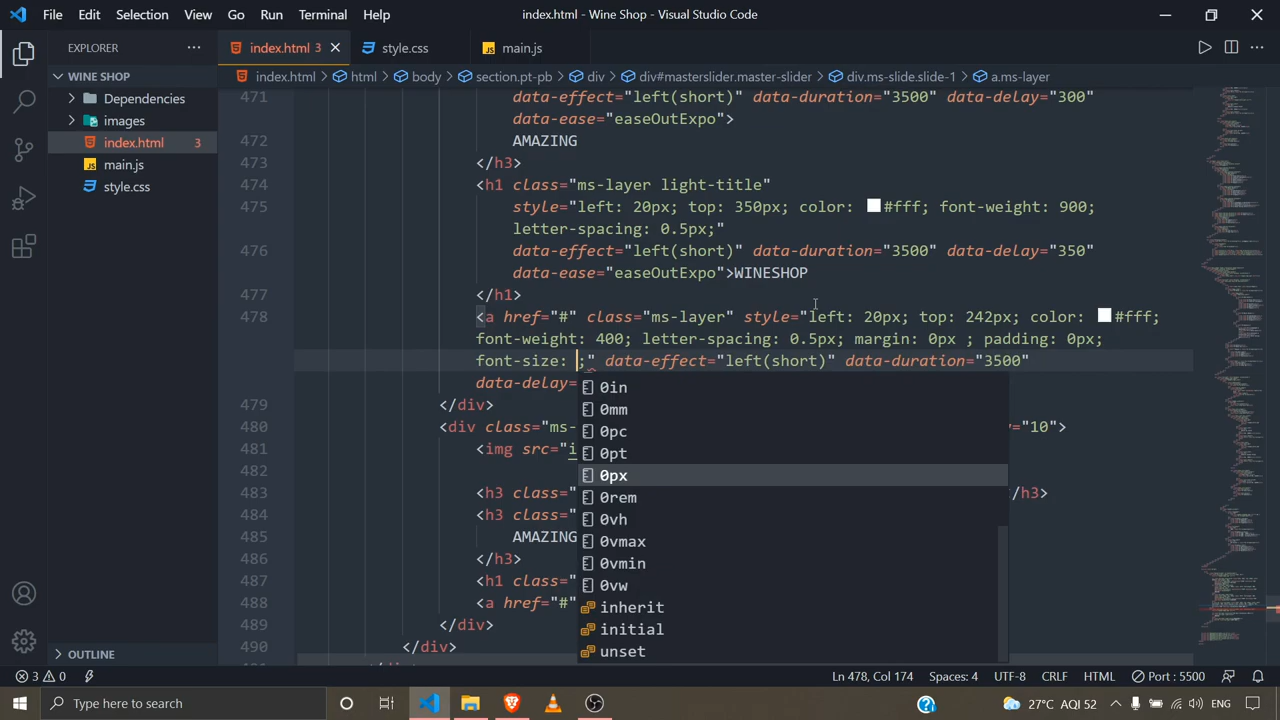 File Edit Selection View Go Run Terminal Help index.html - Wine Shop - Visual Studio Code
EXPLORER
WINE SHOP
Dependencies
images
index.html 3
main.js
style.css
OUTLINE
index.html 3 style.css main.js
index.html html body section.pt-pb div div#masterslider.master-slider div.ms-slide.slide-1 a.ms-layer
471 data-effect="left(short)" data-duration="3500" data-delay="300"
data-ease="easeOutExpo">
472 AMAZING
473 </h3>
474 <h1 class="ms-layer light-title"
475 style="left: 20px; top: 350px; color: #fff; font-weight: 900;
letter-spacing: 0.5px;"
476 data-effect="left(short)" data-duration="3500" data-delay="350"
data-ease="easeOutExpo">WINESHOP
477 </h1>
478 <a href="#" class="ms-layer" style="left: 20px; top: 242px; color: #fff;
font-weight: 400; letter-spacing: 0.5px; margin: 0px ; padding: 0px;
font-size: ;" data-effect="left(short)" data-duration="3500"
data-delay=
479 </div>
480 <div class="ms- ="10">
481 <img src="i
482
483 <h3 class=" </h3>
484 <h3 class="
485 AMAZING
486 </h3>
487 <h1 class="
488 <a href="#"
489 </div>
490 </div>
0in
0mm
0pc
0pt
0px
0rem
0vh
0vmax
0vmin
0vw
inherit
initial
unset
3 0 Ln 478, Col 174 Spaces: 4 UTF-8 CRLF HTML Port : 5500
Type here to search 27°C AQI 52 ENG